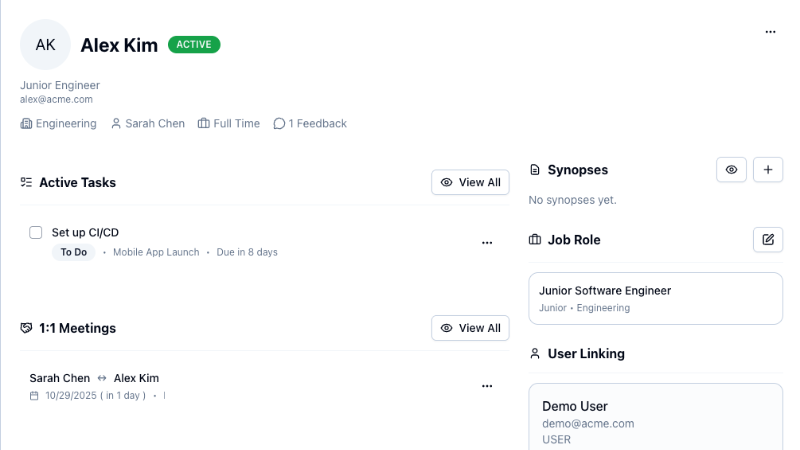 AK
Alex Kim
ACTIVE
Junior Engineer
alex@acme.com
Engineering Sarah Chen Full Time 1 Feedback
Active Tasks
View All
Set up CI/CD
To Do • Mobile App Launch • Due in 8 days
1:1 Meetings
View All
Sarah Chen ↔ Alex Kim
10/29/2025 ( in 1 day ) •
Synopses
No synopses yet.
Job Role
Junior Software Engineer
Junior • Engineering
User Linking
Demo User
demo@acme.com
USER